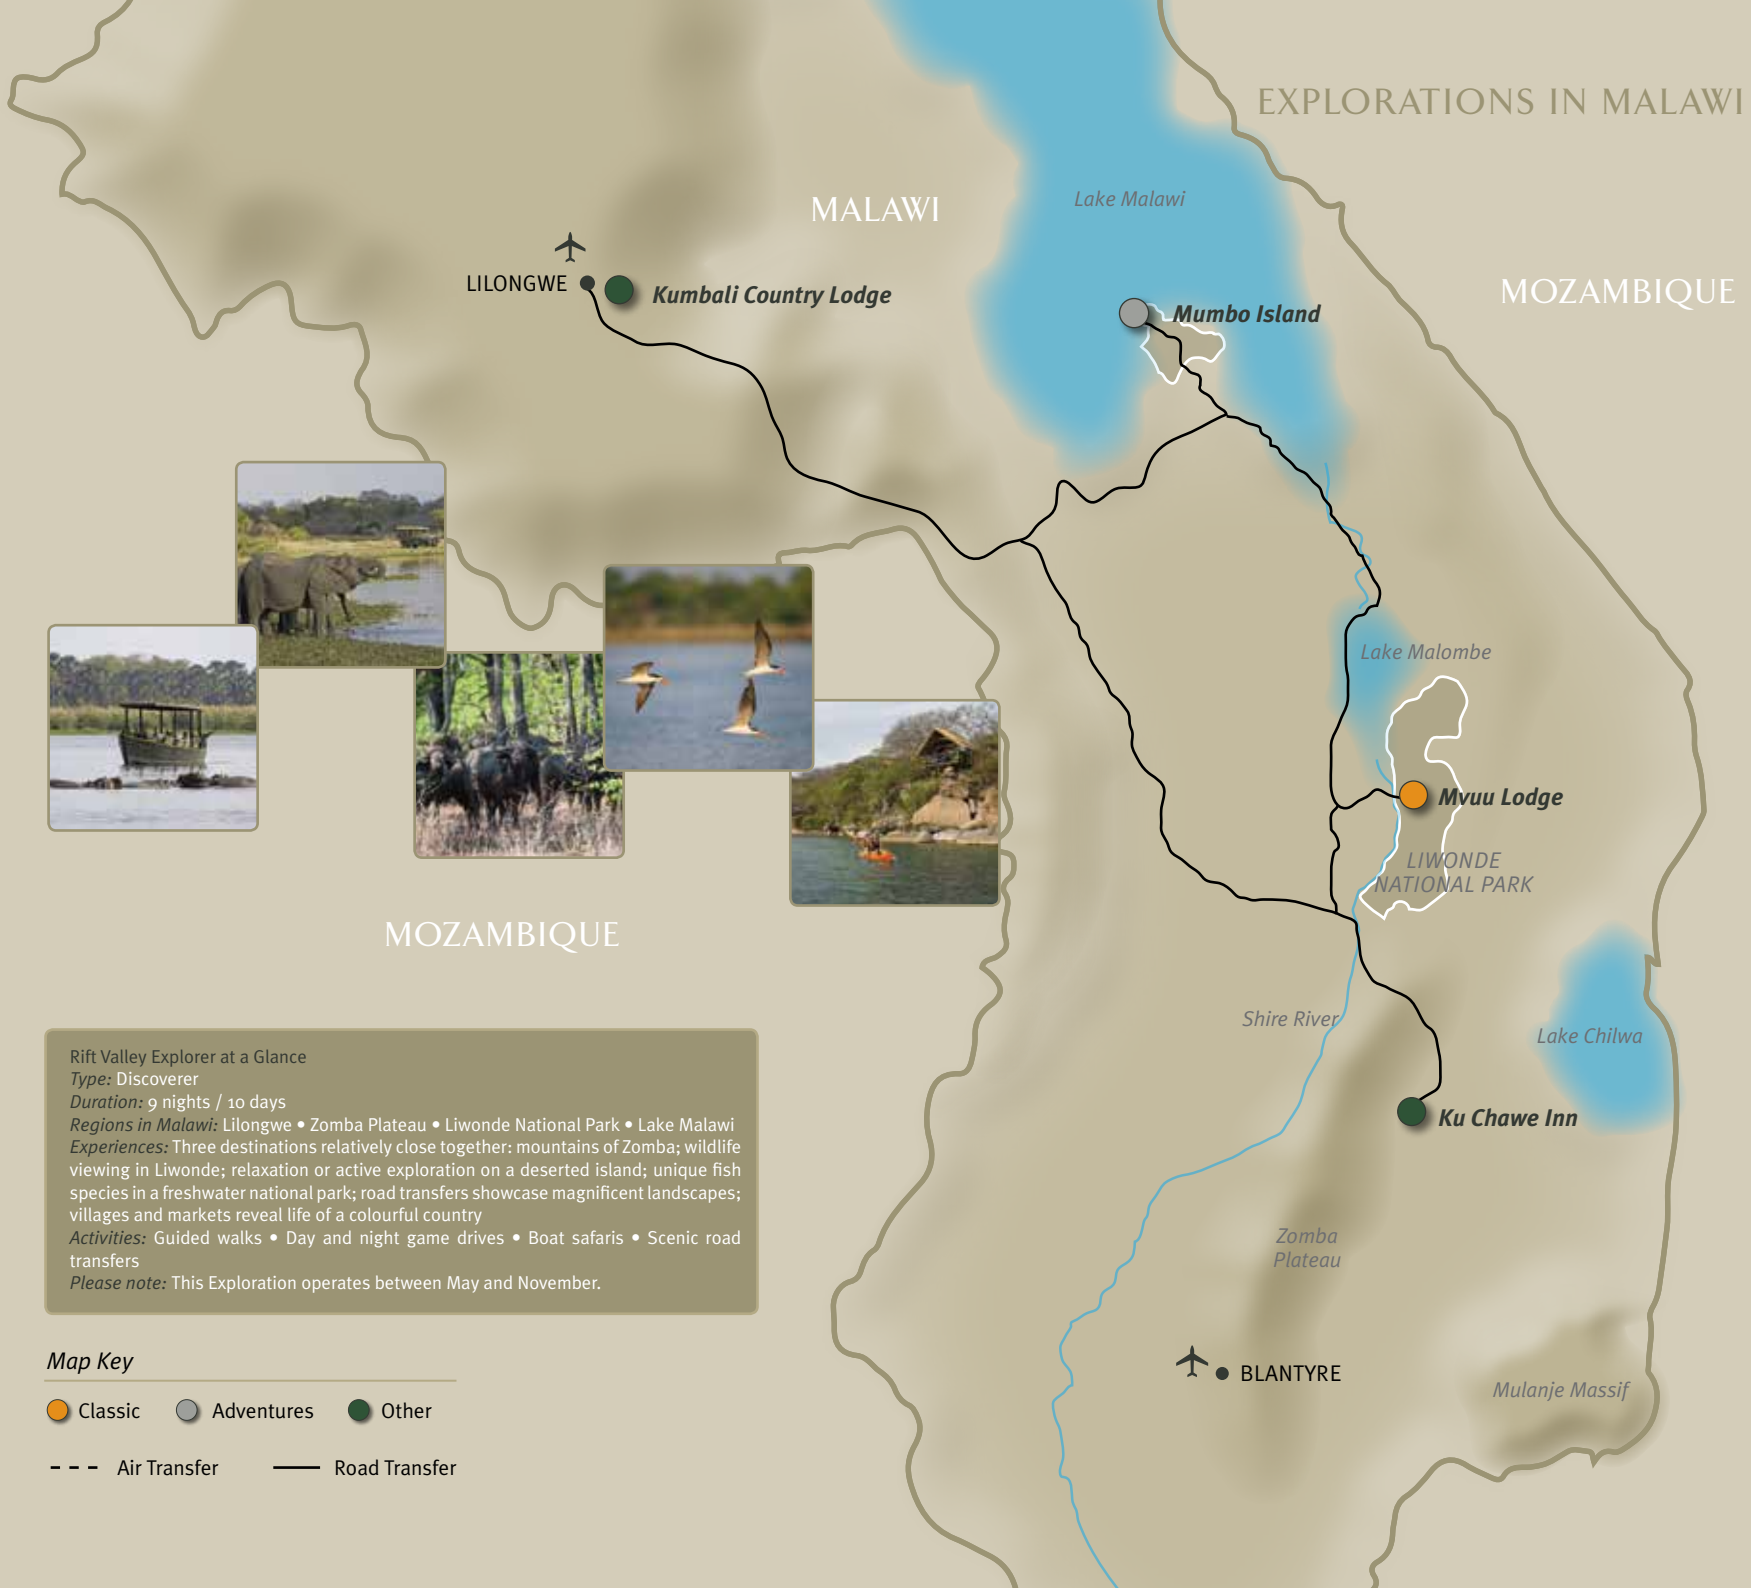 EXPLORATIONS IN MALAWI
Lake Malawi
MALAWI
MOZAMBIQUE
LILONGWE
Kumbali Country Lodge
Mumbo Island
Lake Malombe
Mvuu Lodge
LIWONDE
NATIONAL PARK
MOZAMBIQUE
Shire River
Lake Chilwa
Ku Chawe Inn
Zomba
Plateau
BLANTYRE
Mulanje Massif
Rift Valley Explorer at a Glance
Type: Discoverer
Duration: 9 nights / 10 days
Regions in Malawi: Lilongwe • Zomba Plateau • Liwonde National Park • Lake Malawi
Experiences: Three destinations relatively close together: mountains of Zomba; wildlife
viewing in Liwonde; relaxation or active exploration on a deserted island; unique fish
species in a freshwater national park; road transfers showcase magnificent landscapes;
villages and markets reveal life of a colourful country
Activities: Guided walks • Day and night game drives • Boat safaris • Scenic road
transfers
Please note: This Exploration operates between May and November.
Map Key
Classic
Adventures
Other
Air Transfer
Road Transfer